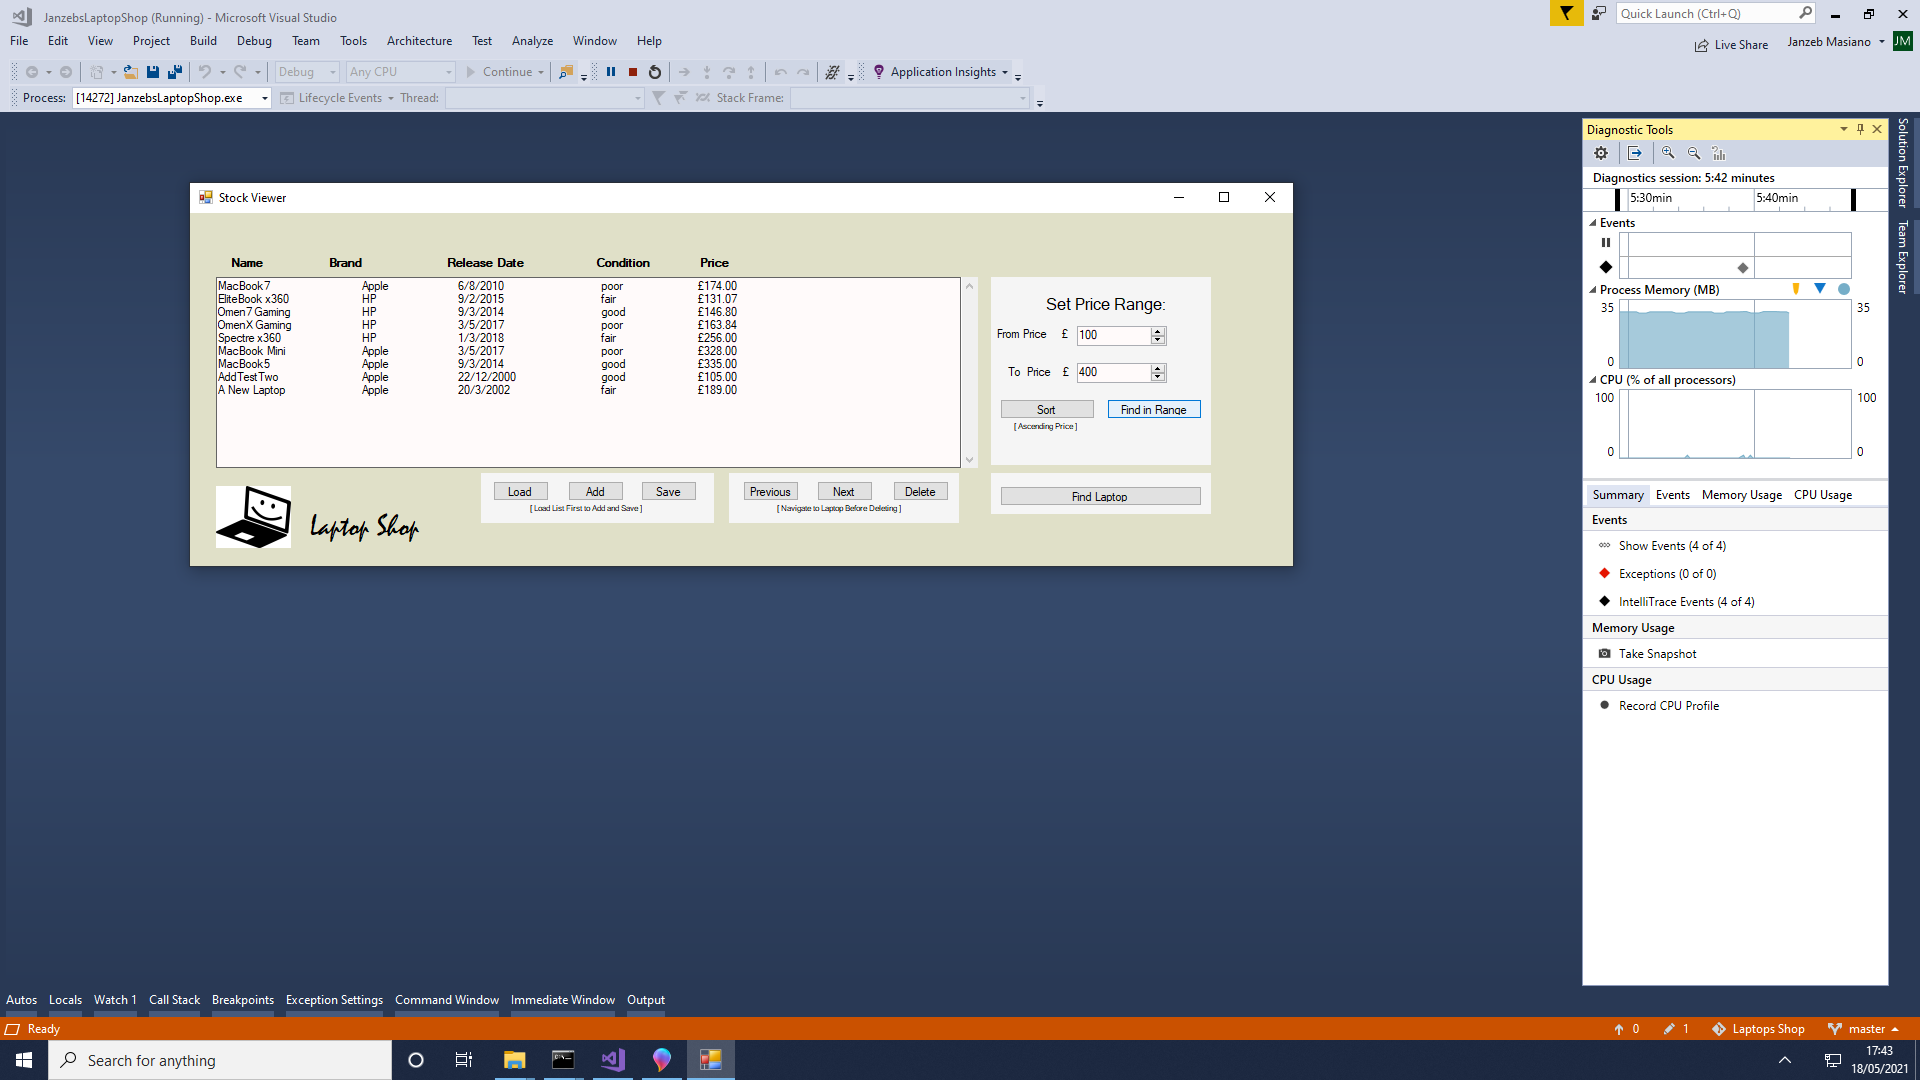 JanzebsLaptopShop (Running) - Microsoft Visual Studio
Quick Launch (Ctrl+Q)
File Edit View Project Build Debug Team Tools Architecture Test Analyze Window Help
Live Share
Janzeb Masiano
JM
Debug Any CPU Continue Application Insights
Process: [14272] JanzebsLaptopShop.exe Lifecycle Events Thread: Stack Frame:
Stock Viewer
Name Brand Release Date Condition Price
MacBook7 Apple 6/8/2010 poor £174.00
EliteBook x360 HP 9/2/2015 fair £131.07
Omen7 Gaming HP 9/3/2014 good £146.80
OmenX Gaming HP 3/5/2017 poor £163.84
Spectre x360 HP 1/3/2018 fair £256.00
MacBook Mini Apple 3/5/2017 poor £328.00
MacBook5 Apple 9/3/2014 good £335.00
AddTestTwo Apple 22/12/2000 good £105.00
A New Laptop Apple 20/3/2002 fair £189.00
Set Price Range:
From Price £ 100
To Price £ 400
Sort Find in Range
[ Ascending Price ]
Find Laptop
Load Add Save
[ Load List First to Add and Save ]
Previous Next Delete
[ Navigate to Laptop Before Deleting ]
Laptop Shop
Diagnostic Tools
Diagnostics session: 5:42 minutes
5:30min 5:40min
Events
Process Memory (MB)
35 35
0 0
CPU (% of all processors)
100 100
0 0
Summary Events Memory Usage CPU Usage
Events
Show Events (4 of 4)
Exceptions (0 of 0)
IntelliTrace Events (4 of 4)
Memory Usage
Take Snapshot
CPU Usage
Record CPU Profile
Solution Explorer
Team Explorer
Autos Locals Watch 1 Call Stack Breakpoints Exception Settings Command Window Immediate Window Output
Ready
0 1 Laptops Shop master
Search for anything
17:43
18/05/2021